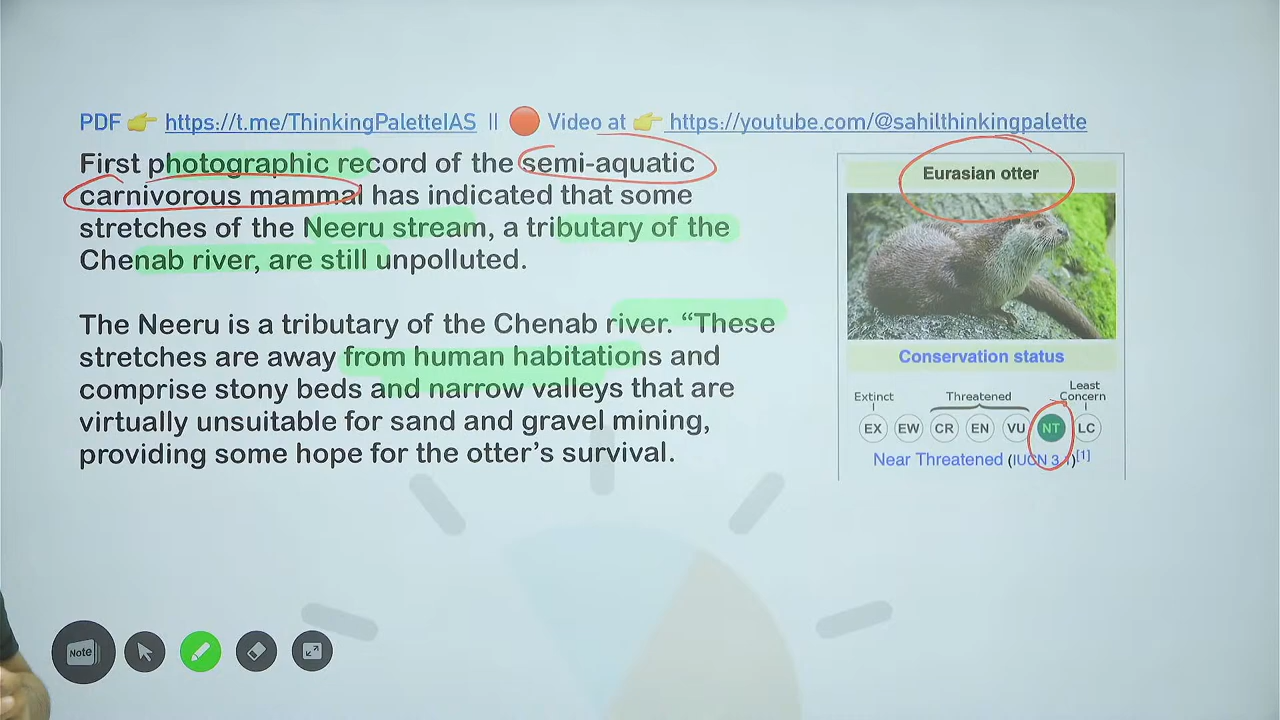 PDF 👉 https://t.me/ThinkingPaletteIAS || 🔴 Video at 👉 https://youtube.com/@sahilthinkingpalette
First photographic record of the semi-aquatic
carnivorous mammal has indicated that some
stretches of the Neeru stream, a tributary of the
Chenab river, are still unpolluted.
The Neeru is a tributary of the Chenab river. “These
stretches are away from human habitations and
comprise stony beds and narrow valleys that are
virtually unsuitable for sand and gravel mining,
providing some hope for the otter’s survival.
Eurasian otter
Conservation status
Extinct Threatened Least Concern
EX EW CR EN VU NT LC
Near Threatened (IUCN 3.1)[1]
Note